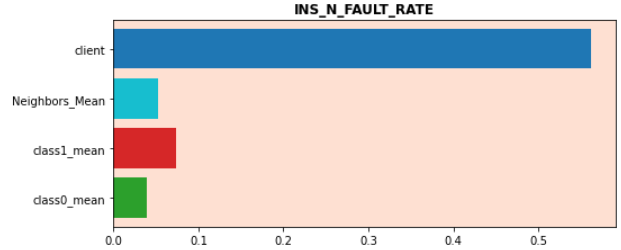 INS_N_FAULT_RATE
client
Neighbors_Mean
class1_mean
class0_mean
0.0 0.1 0.2 0.3 0.4 0.5